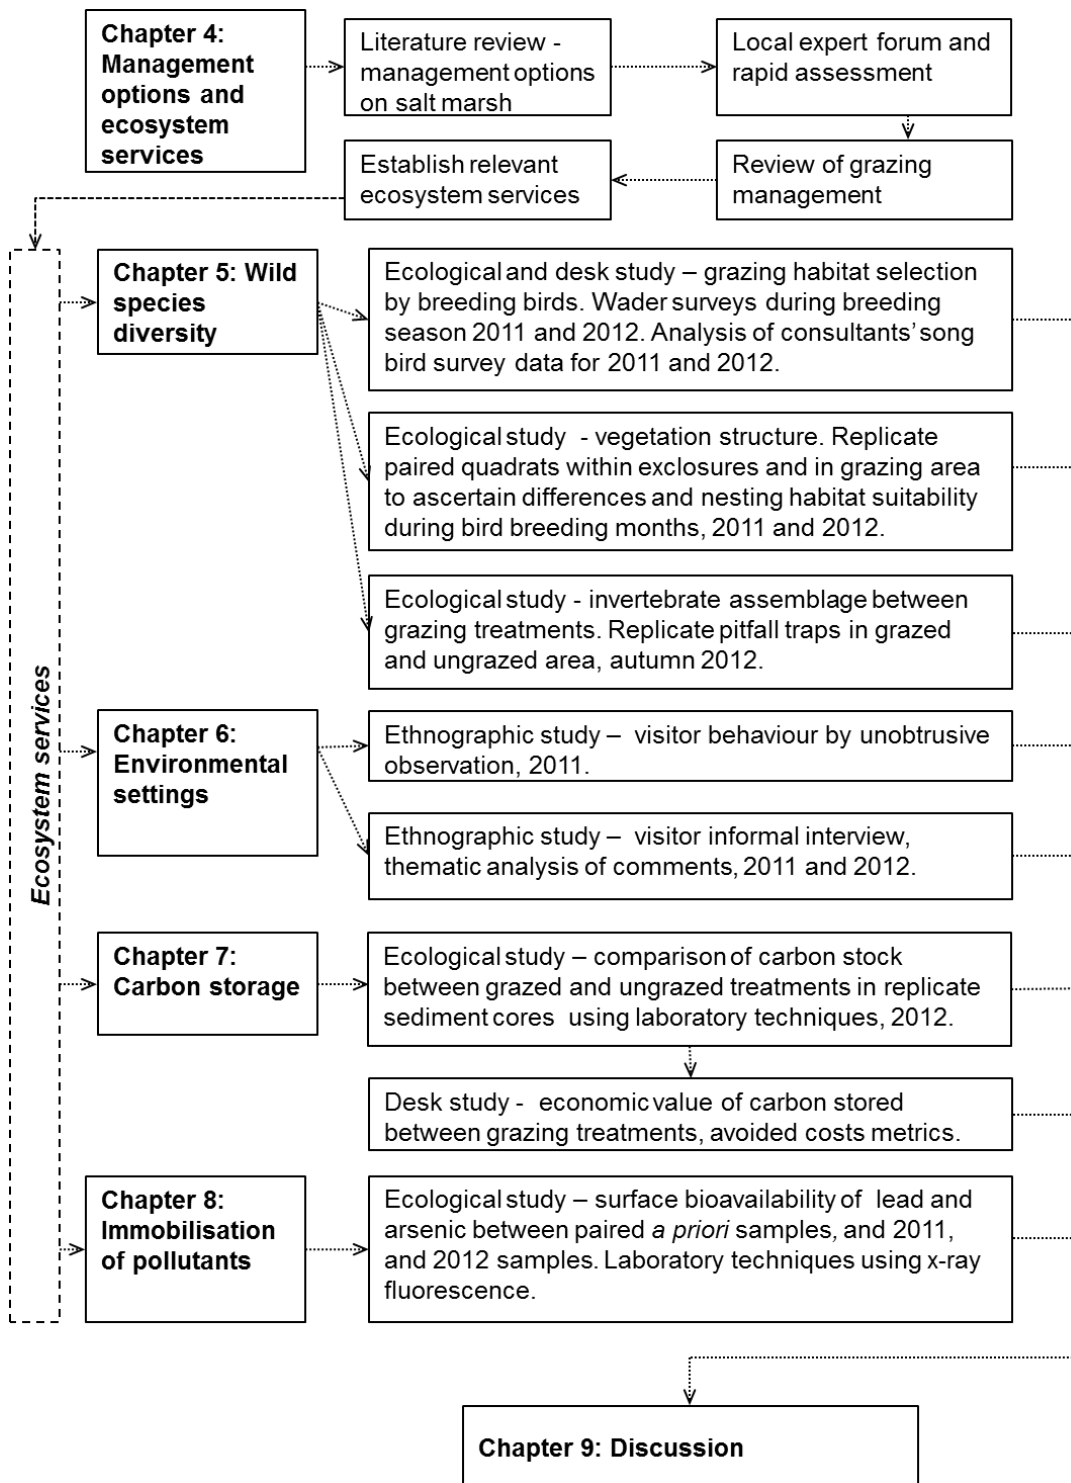 Chapter 4:
Management
options and
ecosystem
services
Literature review -
management options
on salt marsh
Local expert forum and
rapid assessment
Establish relevant
ecosystem services
Review of grazing
management
Ecosystem services
Chapter 5: Wild
species
diversity
Ecological and desk study – grazing habitat selection
by breeding birds. Wader surveys during breeding
season 2011 and 2012. Analysis of consultants’ song
bird survey data for 2011 and 2012.
Ecological study - vegetation structure. Replicate
paired quadrats within exclosures and in grazing area
to ascertain differences and nesting habitat suitability
during bird breeding months, 2011 and 2012.
Ecological study - invertebrate assemblage between
grazing treatments. Replicate pitfall traps in grazed
and ungrazed area, autumn 2012.
Chapter 6:
Environmental
settings
Ethnographic study – visitor behaviour by unobtrusive
observation, 2011.
Ethnographic study – visitor informal interview,
thematic analysis of comments, 2011 and 2012.
Chapter 7:
Carbon storage
Ecological study – comparison of carbon stock
between grazed and ungrazed treatments in replicate
sediment cores using laboratory techniques, 2012.
Desk study - economic value of carbon stored
between grazing treatments, avoided costs metrics.
Chapter 8:
Immobilisation
of pollutants
Ecological study – surface bioavailability of lead and
arsenic between paired a priori samples, and 2011,
and 2012 samples. Laboratory techniques using x-ray
fluorescence.
Chapter 9: Discussion